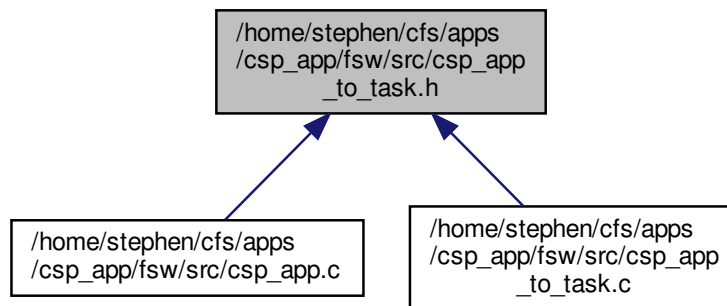 /home/stephen/cfs/apps
/csp_app/fsw/src/csp_app
_to_task.h
/home/stephen/cfs/apps
/csp_app/fsw/src/csp_app.c
/home/stephen/cfs/apps
/csp_app/fsw/src/csp_app
_to_task.c